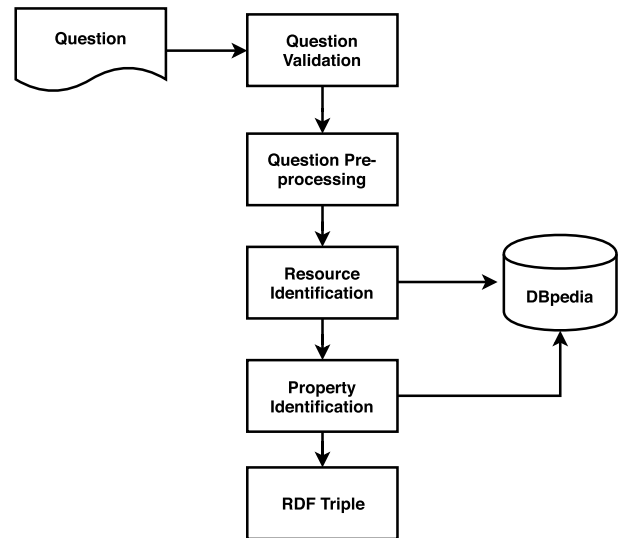 Question
Question
Validation
Question Pre-
processing
Resource
Identification
DBpedia
Property
Identification
RDF Triple